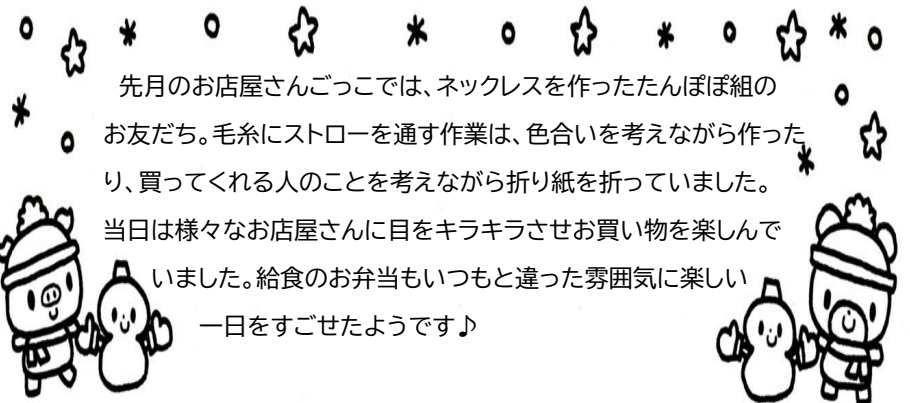 先月のお店屋さんごっこでは、ネックレスを作ったたんぽぽ組の
お友だち。毛糸にストローを通す作業は、色合いを考えながら作った
り、買ってくれる人のことを考えながら折り紙を折っていました。
当日は様々なお店屋さんに目をキラキラさせお買い物を楽しんで
いました。給食のお弁当もいつもと違った雰囲気に楽しい
一日をすごせたようです♪